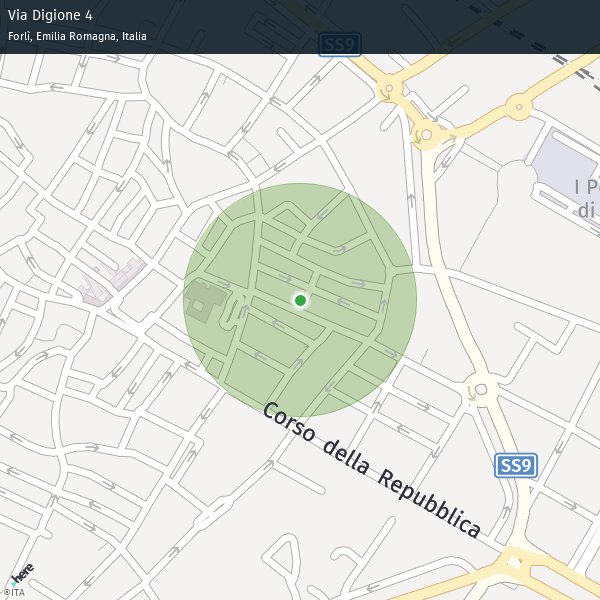 Via Digione 4
Forlì, Emilia Romagna, Italia
SS9
I P
di
Corso della Repubblica
SS9
here
©ITA